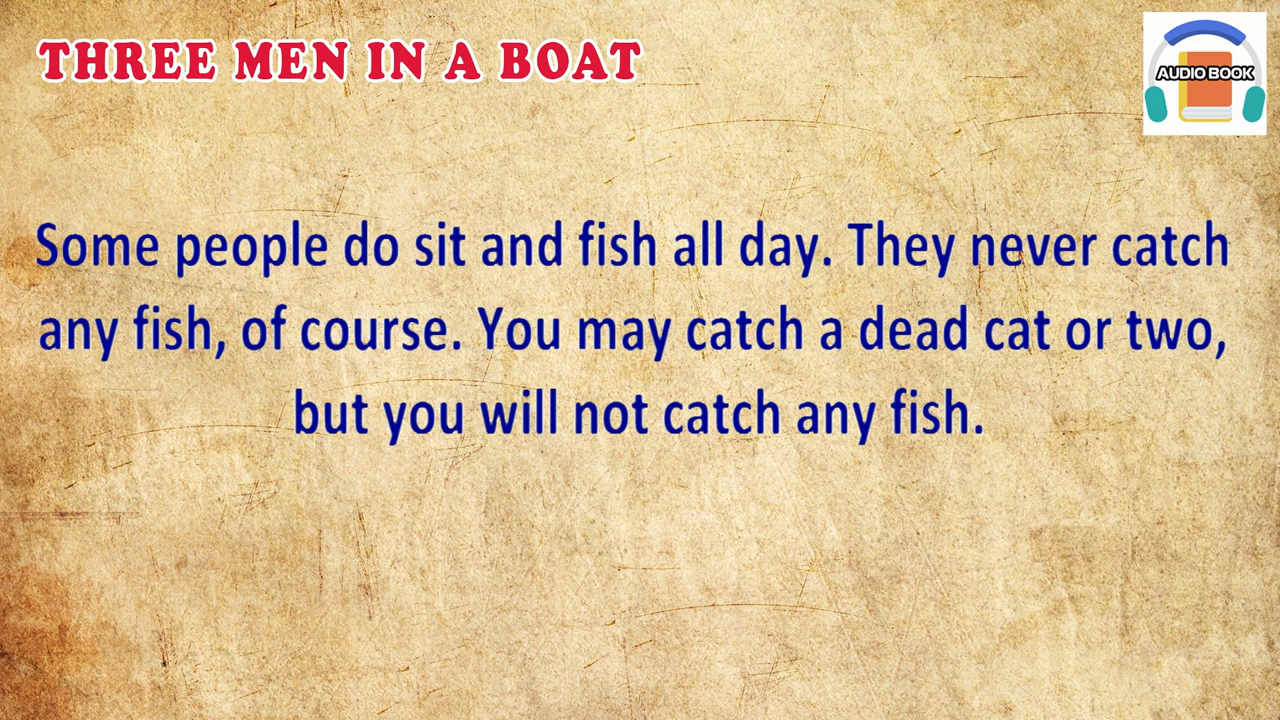 THREE MEN IN A BOAT
AUDIO BOOK
Some people do sit and fish all day. They never catch
any fish, of course. You may catch a dead cat or two,
but you will not catch any fish.